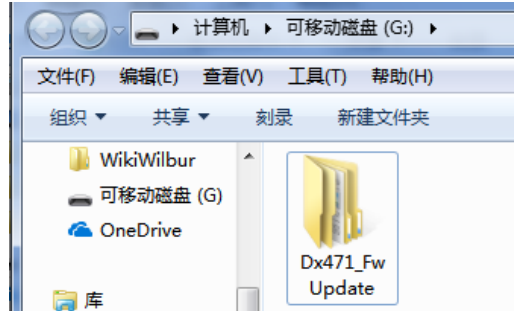 计算机 可移动磁盘 (G:)
文件(F) 编辑(E) 查看(V) 工具(T) 帮助(H)
组织 共享 刻录 新建文件夹
WikiWilbur
可移动磁盘 (G)
OneDrive
库
Dx471_Fw
Update